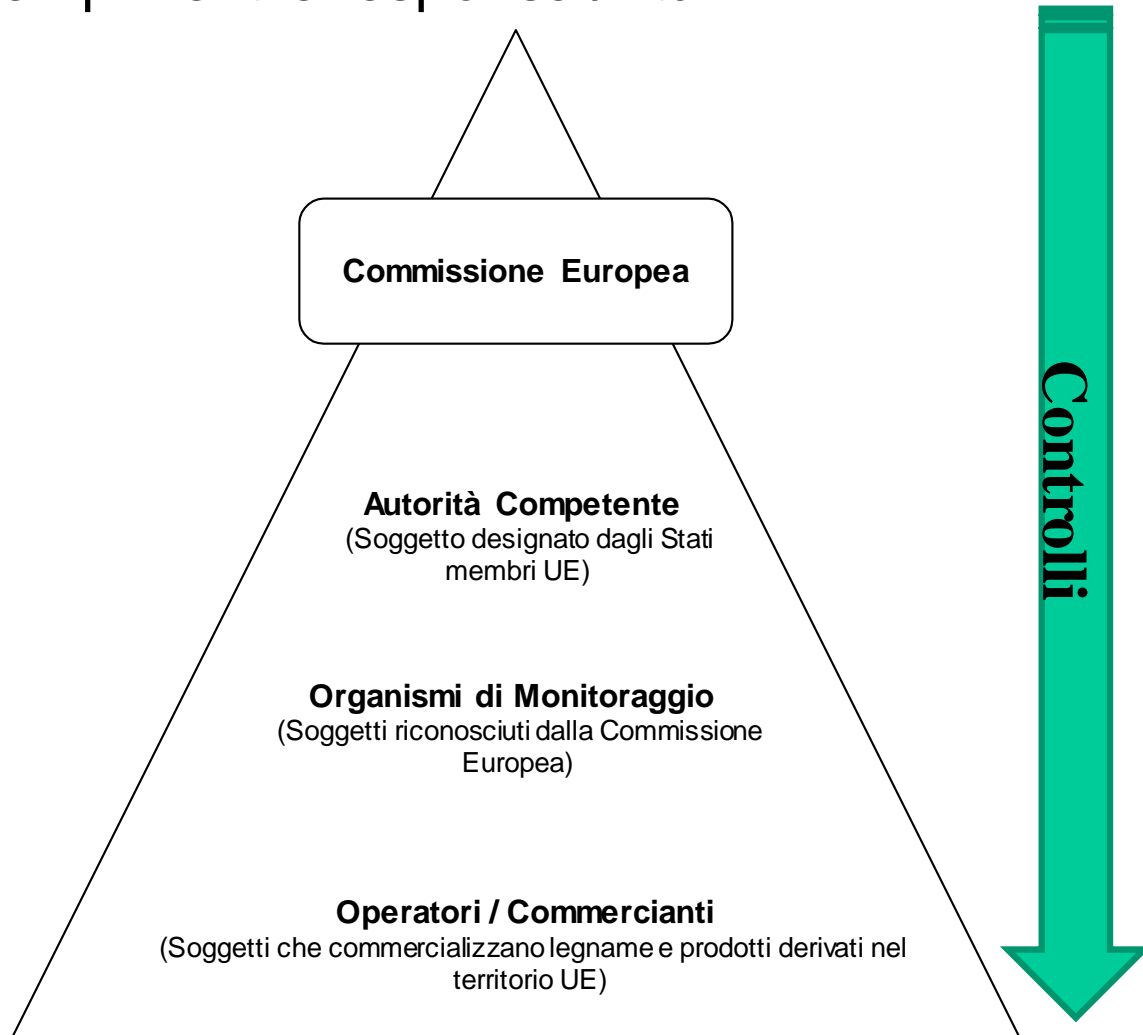 Commissione Europea
Autorità Competente
(Soggetto designato dagli Stati
membri UE)
Organismi di Monitoraggio
(Soggetti riconosciuti dalla Commissione
Europea)
Operatori / Commercianti
(Soggetti che commercializzano legname e prodotti derivati nel
territorio UE)
Controlli